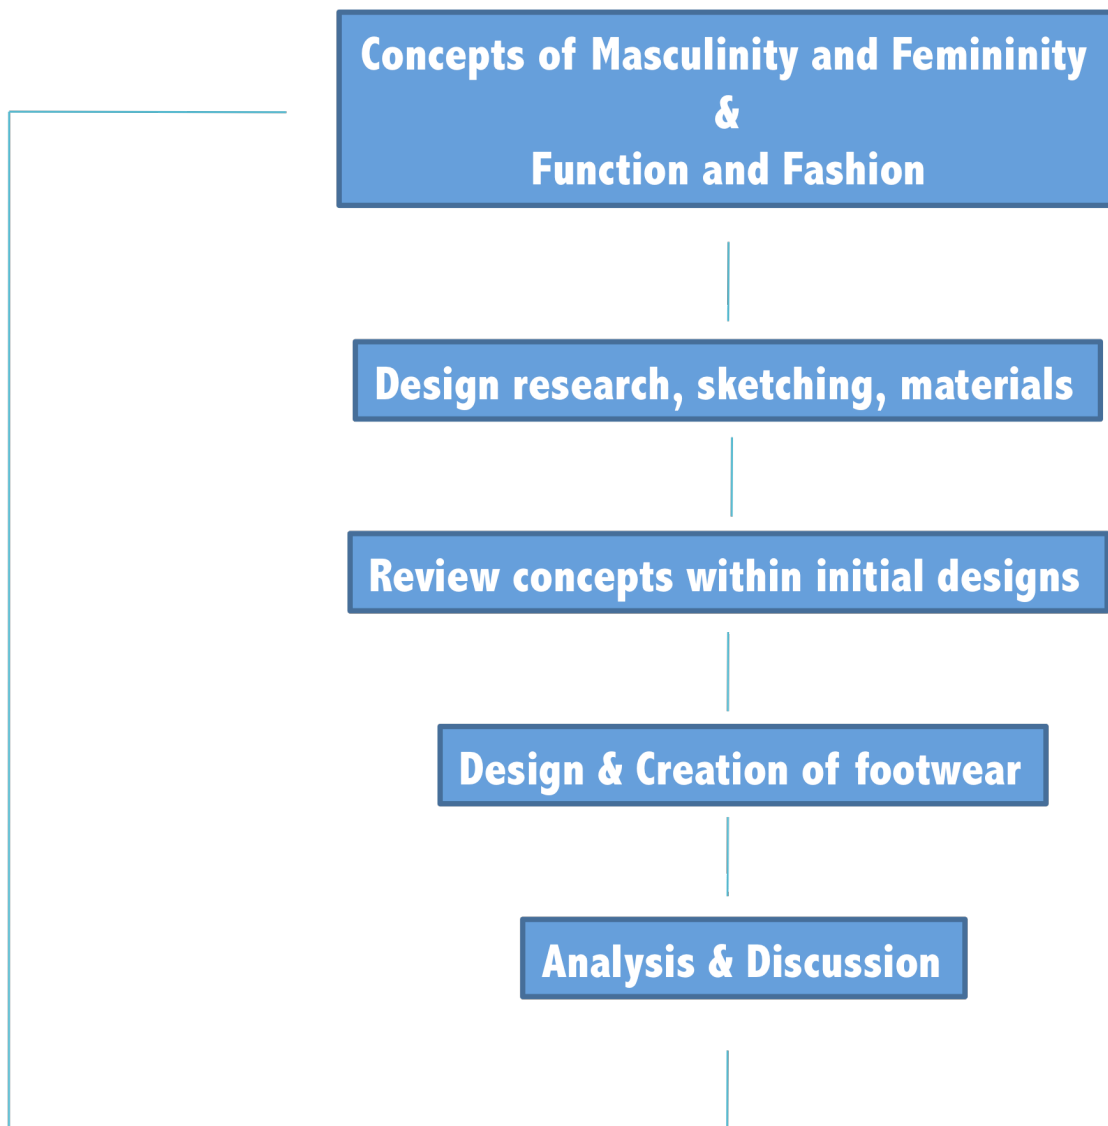 Concepts of Masculinity and Femininity
&
Function and Fashion
Design research, sketching, materials
Review concepts within initial designs
Design & Creation of footwear
Analysis & Discussion